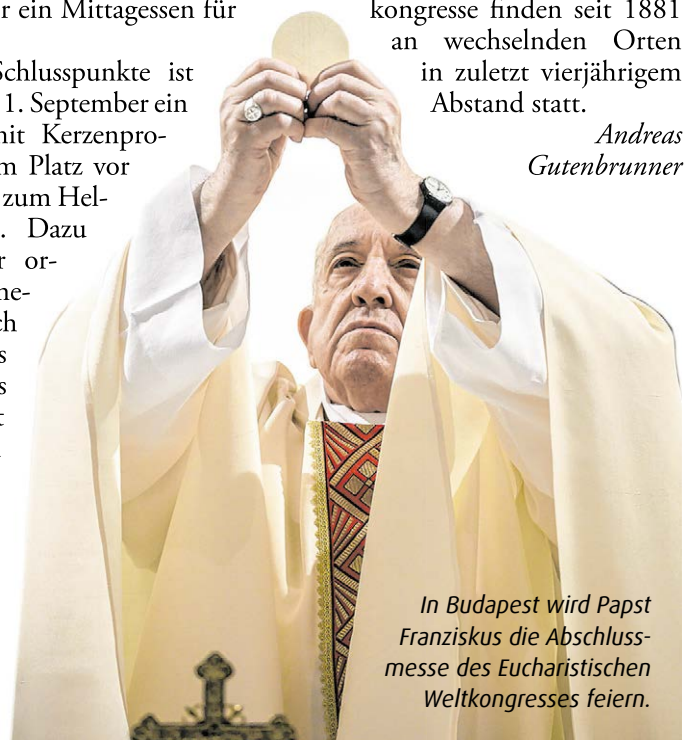 r ein Mittagessen für
Schlusspunkte ist
1. September ein
mit Kerzenpro-
m Platz vor
zum Hel-
. Dazu
r or-
ne-
ch
s
s
t
kongresse finden seit 1881
an wechselnden Orten
in zuletzt vierjährigem
Abstand statt.
Andreas
Gutenbrunner
In Budapest wird Papst
Franziskus die Abschluss-
messe des Eucharistischen
Weltkongresses feiern.